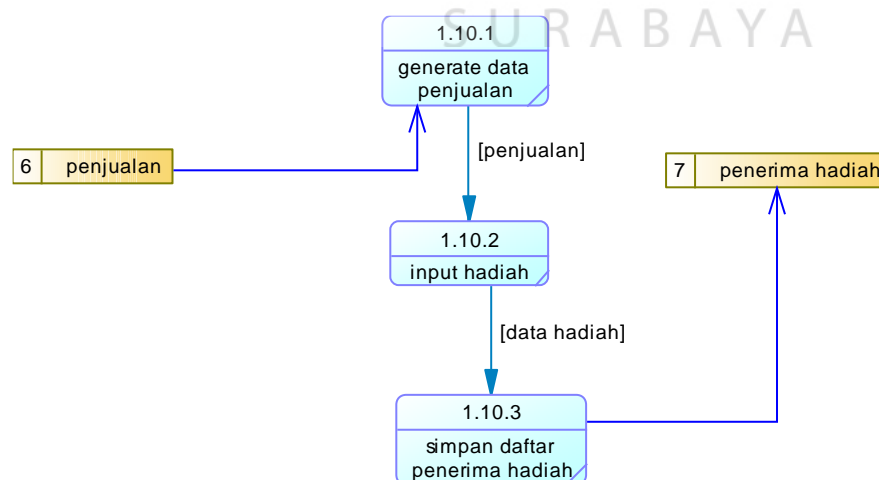 SURABAYA
1.10.1
generate data
penjualan
[penjualan]
6 penjualan
7 penerima hadiah
1.10.2
input hadiah
[data hadiah]
1.10.3
simpan daftar
penerima hadiah